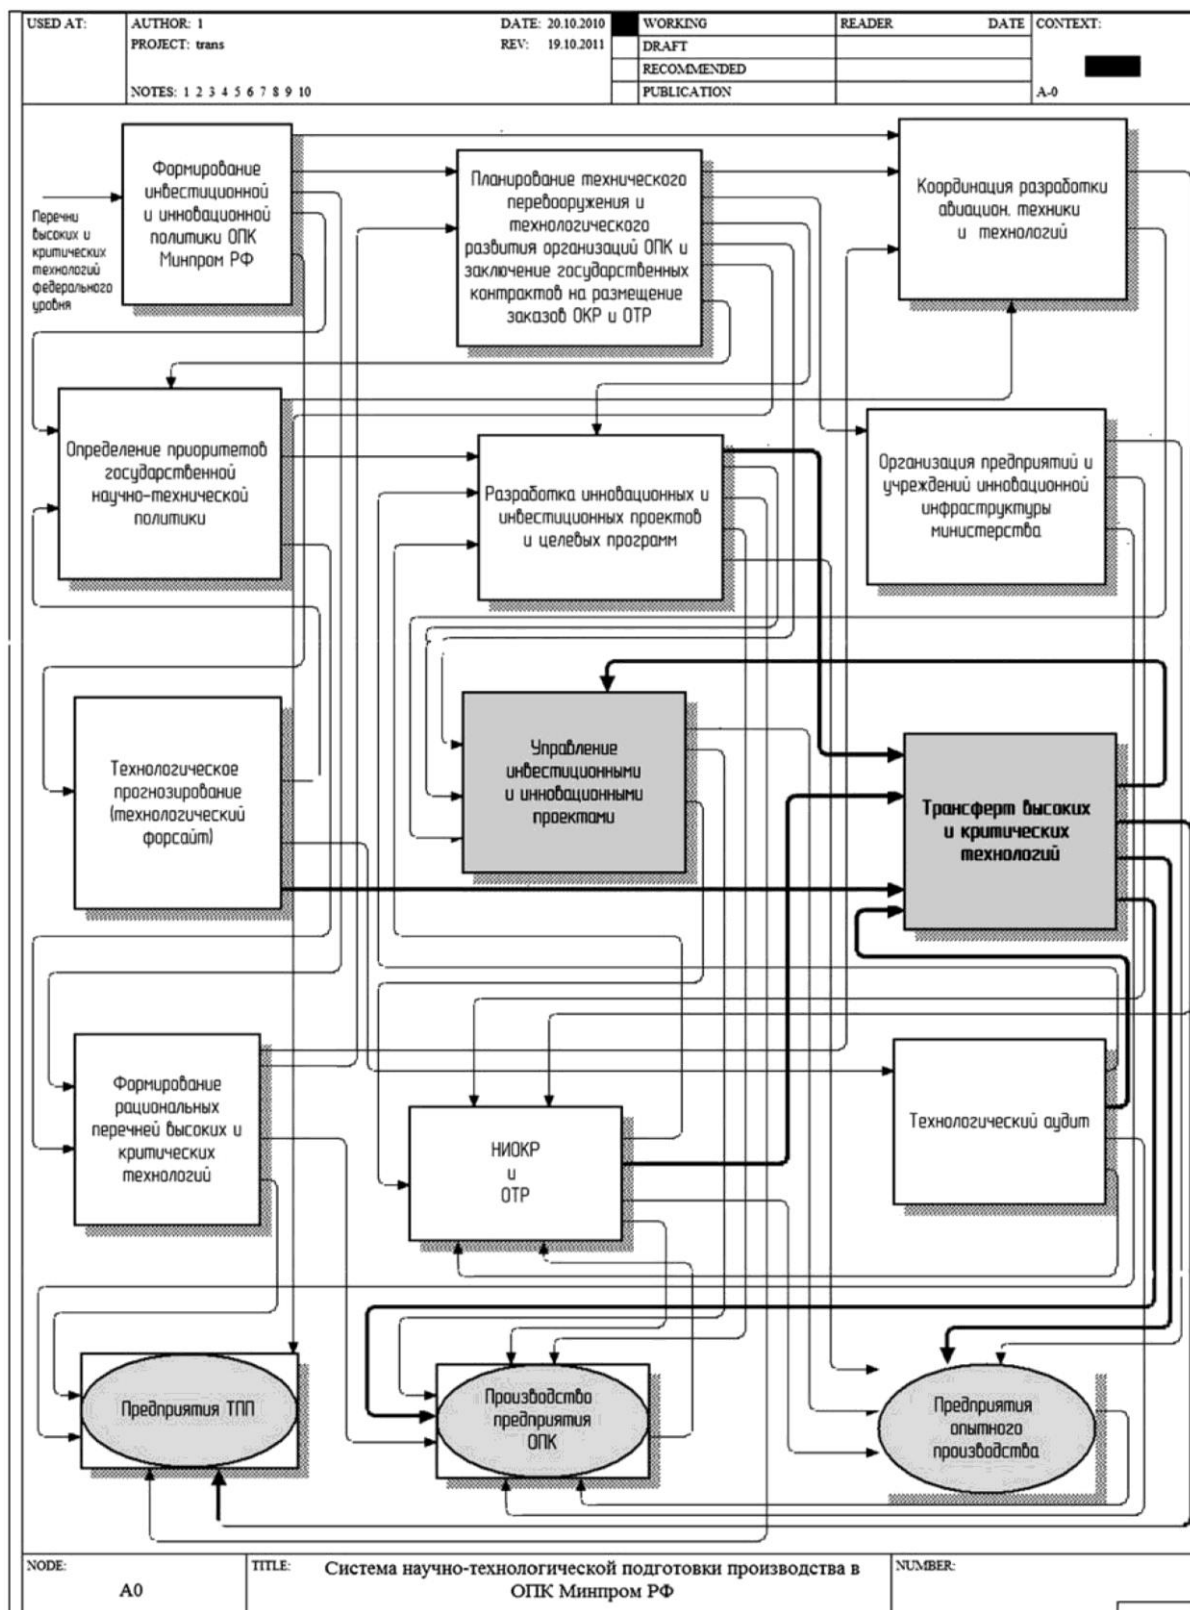 USED AT:
AUTHOR: 1
DATE: 20.10.2010
WORKING
READER
DATE
CONTEXT:
PROJECT: trans
REV: 19.10.2011
DRAFT
RECOMMENDED
NOTES: 1 2 3 4 5 6 7 8 9 10
PUBLICATION
A-0
Перечни
высоких и
критических
технологий
федерального
уровня
Формирование
инвестиционной
и инновационной
политики ОПК
Минпром РФ
Планирование технического
перевооружения и
технологического
развития организаций ОПК и
заключение государственных
контрактов на размещение
заказов ОКР и ОТР
Координация разработки
авиацион. техники
и технологий
Определение приоритетов
государственной
научно-технической
политики
Разработка инновационных и
инвестиционных проектов
и целевых программ
Организация предприятий и
учреждений инновационной
инфраструктуры
министерства
Технологическое
прогнозирование
(технологический
форсайт)
Управление
инвестиционными
и инновационными
проектами
Трансферт высоких
и критических
технологий
Формирование
рациональных
перечней высоких и
критических
технологий
НИОКР
и
ОТР
Технологический аудит
Предприятия ТПП
Производство
предприятия
ОПК
Предприятия
опытного
производства
NODE:
A0
TITLE:
Система научно-технологической подготовки производства в
ОПК Минпром РФ
NUMBER: